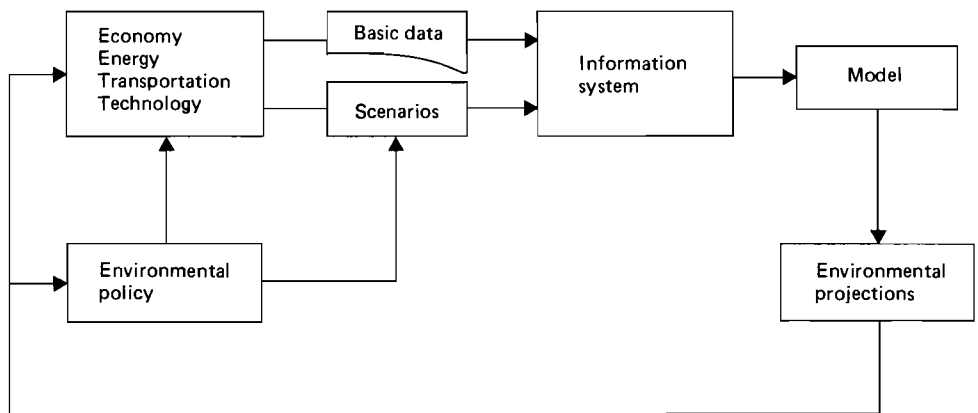 Economy
Energy
Transportation
Technology
Basic data
Scenarios
Information
system
Model
Environmental
policy
Environmental
projections